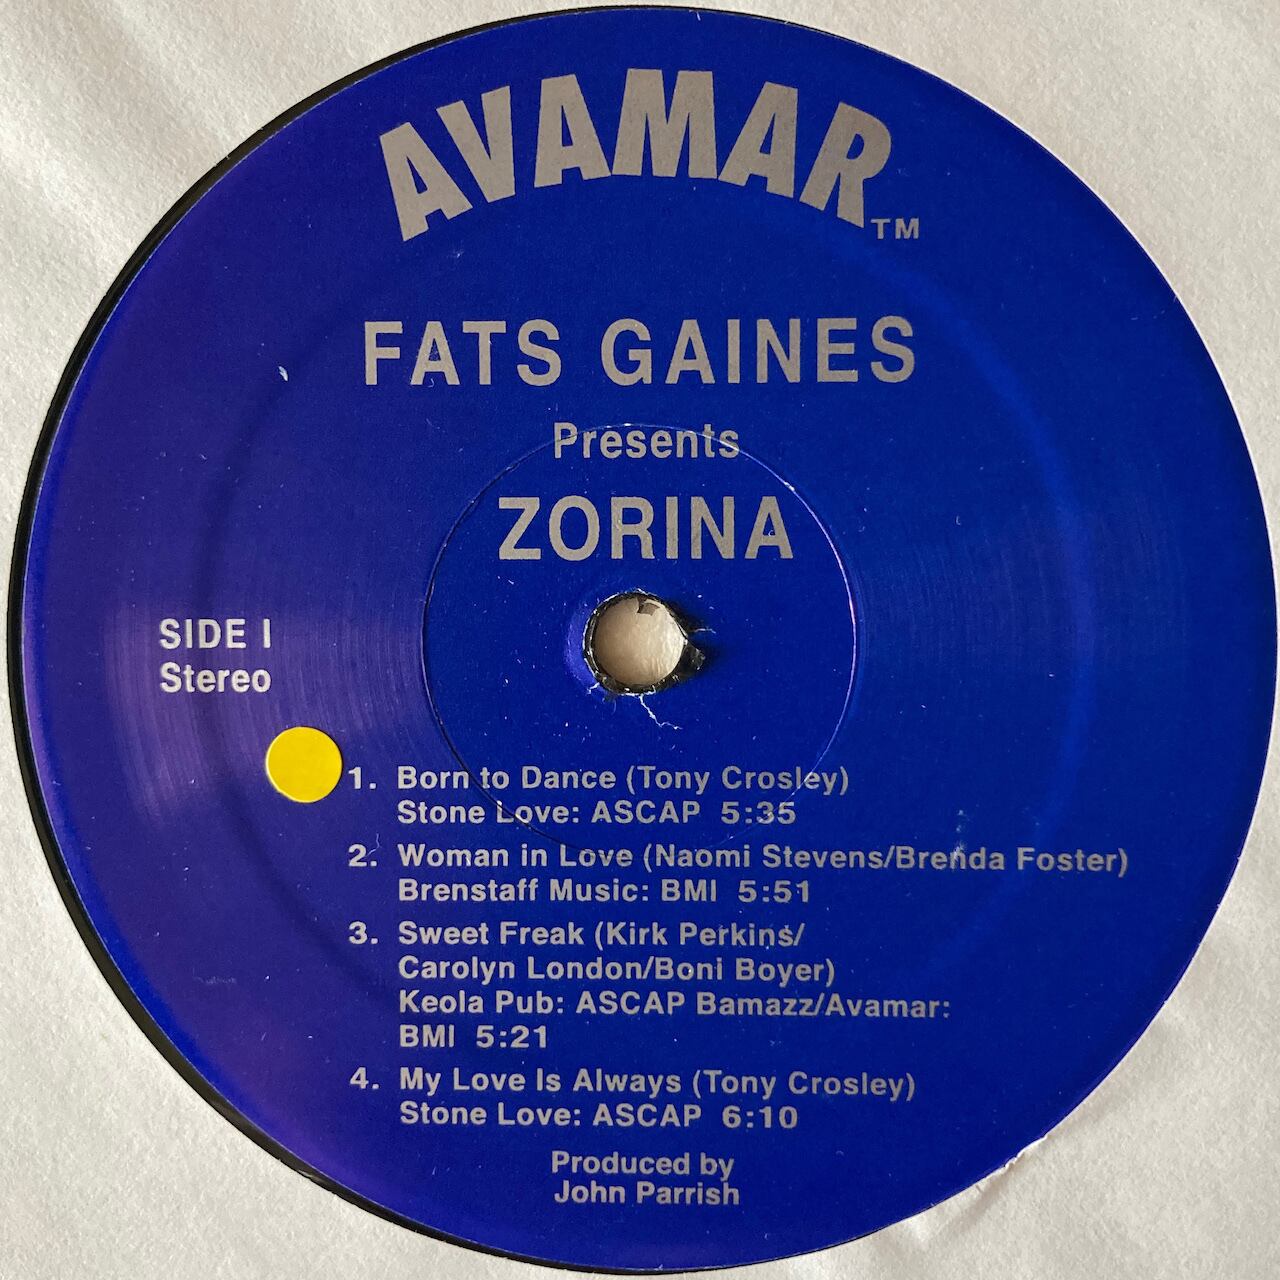 AVAMAR™
FATS GAINES
Presents
ZORINA
SIDE I
Stereo
1. Born to Dance (Tony Crosley)
Stone Love: ASCAP 5:35
2. Woman in Love (Naomi Stevens/Brenda Foster)
Brenstaff Music: BMI 5:51
3. Sweet Freak (Kirk Perkins/
Carolyn London/Boni Boyer)
Keola Pub: ASCAP Bamazz/Avamar:
BMI 5:21
4. My Love Is Always (Tony Crosley)
Stone Love: ASCAP 6:10
Produced by
John Parrish